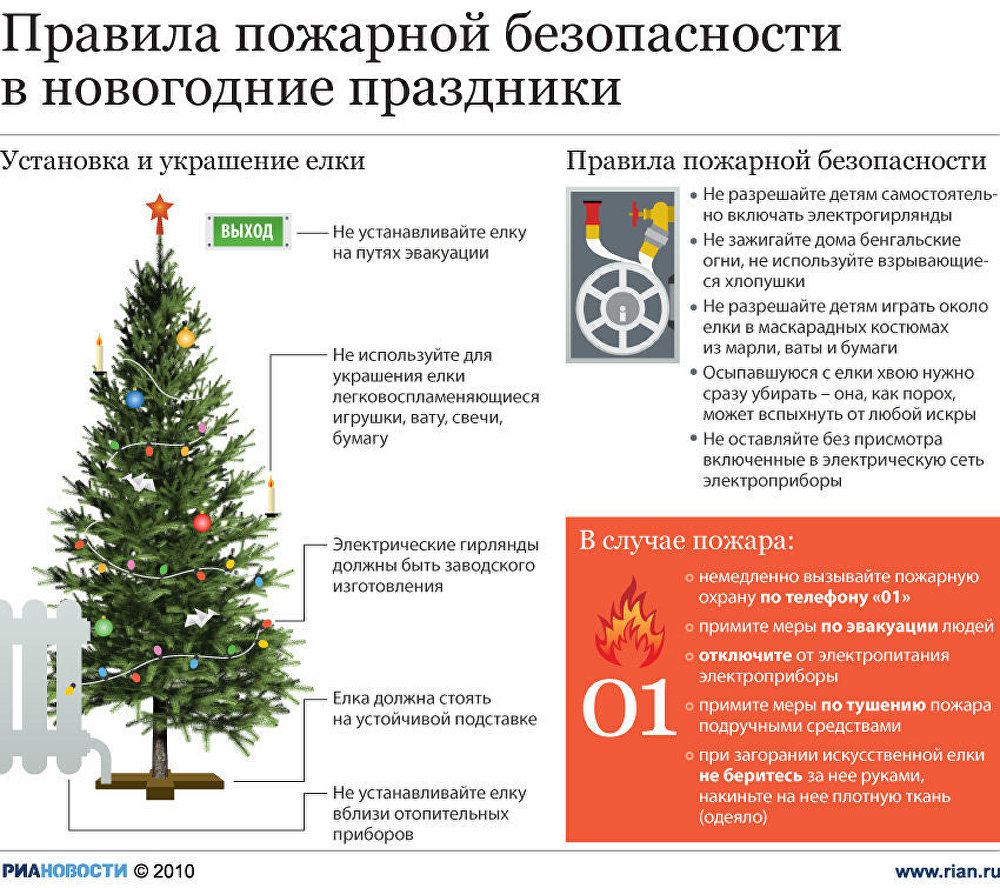 Правила пожарной безопасности
в новогодние праздники
Установка и украшение елки
ВЫХОД
Не устанавливайте елку
на путях эвакуации
Не используйте для
украшения елки
легковоспламеняющиеся
игрушки, вату, свечи,
бумагу
Электрические гирлянды
должны быть заводского
изготовления
Елка должна стоять
на устойчивой подставке
Не устанавливайте елку
вблизи отопительных
приборов
Правила пожарной безопасности
• Не разрешайте детям самостоятель-
но включать электрогирлянды
• Не зажигайте дома бенгальские
огни, не используйте взрывающие-
ся хлопушки
• Не разрешайте детям играть около
елки в маскарадных костюмах
из марли, ваты и бумаги
• Осыпавшуюся с елки хвою нужно
сразу убирать – она, как порох,
может вспыхнуть от любой искры
• Не оставляйте без присмотра
включенные в электрическую сеть
электроприборы
В случае пожара:
01
немедленно вызывайте пожарную
охрану по телефону «01»
примите меры по эвакуации людей
отключите от электропитания
электроприборы
примите меры по тушению пожара
подручными средствами
при загорании искусственной елки
не беритесь за нее руками,
накиньте на нее плотную ткань
(одеяло)
РИАНОВОСТИ © 2010
www.rian.ru